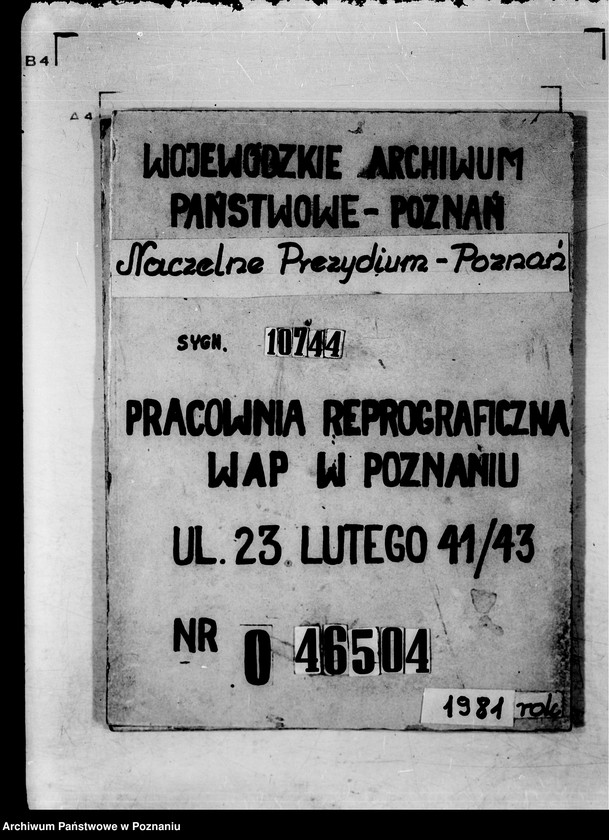 B4
A4
WOJEWÓDZKIE ARCHIWUM
PAŃSTWOWE - POZNAŃ
Naczelne Prezydium - Poznań
SYGN. 10744
PRACOWNIA REPROGRAFICZNA
WAP W POZNANIU
UL. 23 LUTEGO 41/43
NR 0 46504
1981 rok
Archiwum Państwowe w Poznaniu